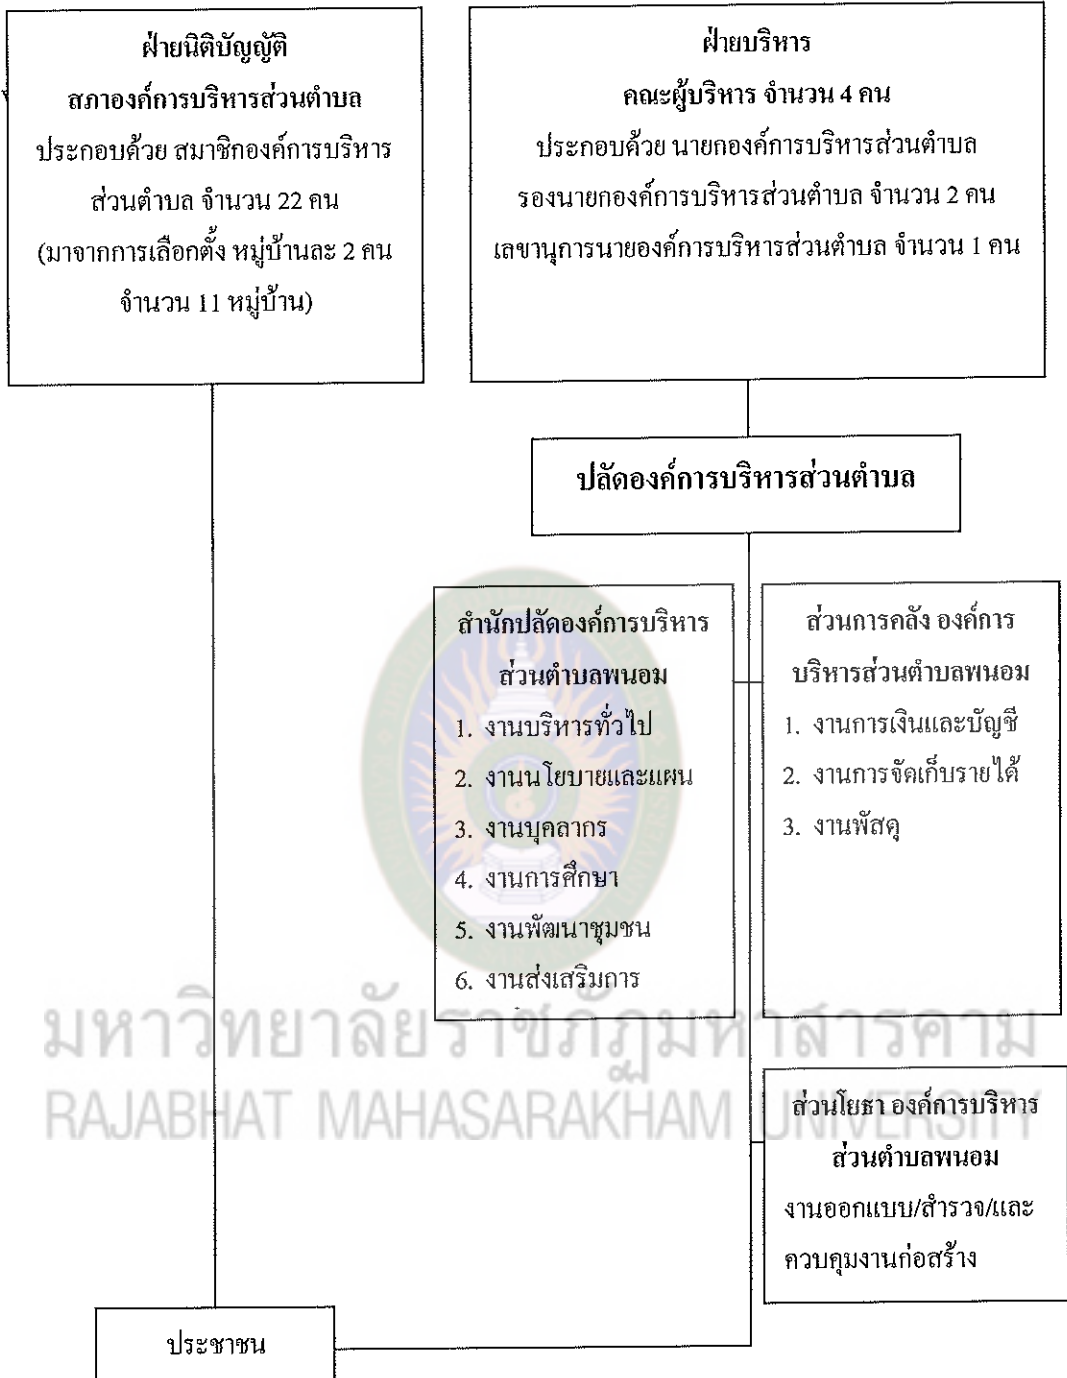 ฝ่ายนิติบัญญัติ
สภาองค์การบริหารส่วนตำบล
ประกอบด้วย สมาชิกองค์การบริหาร
ส่วนตำบล จำนวน 22 คน
(มาจากการเลือกตั้ง หมู่บ้านละ 2 คน
จำนวน 11 หมู่บ้าน)
ฝ่ายบริหาร
คณะผู้บริหาร จำนวน 4 คน
ประกอบด้วย นายกองค์การบริหารส่วนตำบล
รองนายกองค์การบริหารส่วนตำบล จำนวน 2 คน
เลขานุการนายองค์การบริหารส่วนตำบล จำนวน 1 คน
ปลัดองค์การบริหารส่วนตำบล
สำนักปลัดองค์การบริหาร
ส่วนตำบลพนอม
1. งานบริหารทั่วไป
2. งานนโยบายและแผน
3. งานบุคลากร
4. งานการศึกษา
5. งานพัฒนาชุมชน
6. งานส่งเสริมการ
ส่วนการคลัง องค์การ
บริหารส่วนตำบลพนอม
1. งานการเงินและบัญชี
2. งานการจัดเก็บรายได้
3. งานพัสดุ
มหาวิทยาลัยราชภัฏมหาสารคาม
RAJABHAT MAHASARAKHAM UNIVERSITY
ส่วนโยธา องค์การบริหาร
ส่วนตำบลพนอม
งานออกแบบ/สำรวจ/และ
ควบคุมงานก่อสร้าง
ประชาชน